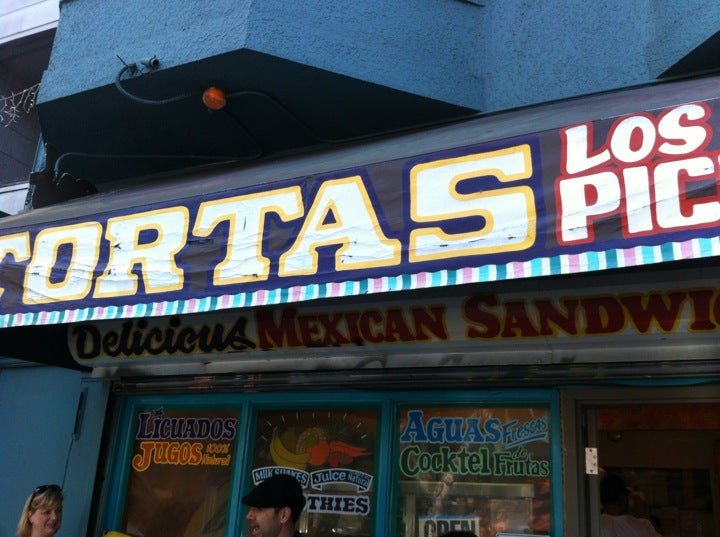 TORTAS LOS
PIC
Delicious MEXICAN SANDWI
LICUADOS
JUGOS 100% Natural
MILK SHAKES JUICE Natural
THIES
AGUAS Frescas
Cocktel de Frutas
OPEN